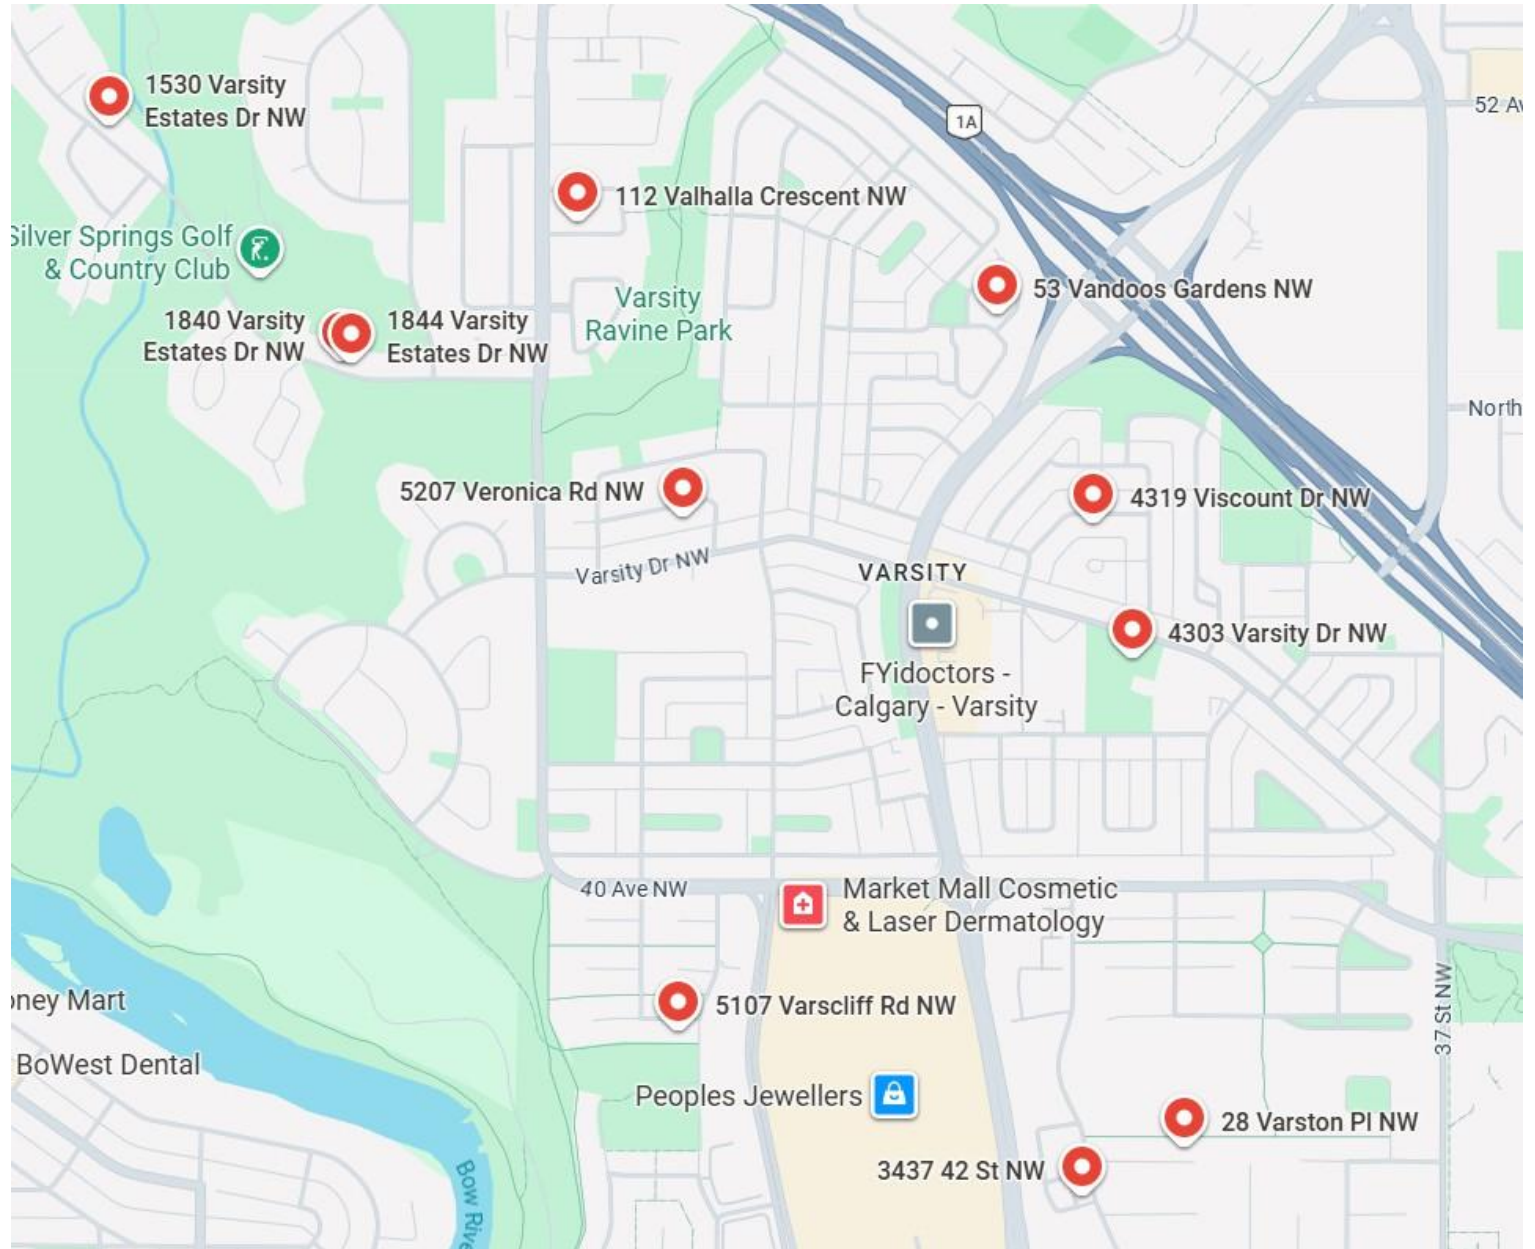 1530 Varsity
Estates Dr NW
52 Av
1A
112 Valhalla Crescent NW
Silver Springs Golf
& Country Club
53 Vandoos Gardens NW
Varsity
Ravine Park
1840 Varsity
Estates Dr NW
1844 Varsity
Estates Dr NW
North
5207 Veronica Rd NW
4319 Viscount Dr NW
Varsity Dr NW
VARSITY
4303 Varsity Dr NW
FYidoctors -
Calgary - Varsity
40 Ave NW
Market Mall Cosmetic
& Laser Dermatology
oney Mart
5107 Varscliff Rd NW
37 St NW
BoWest Dental
Peoples Jewellers
28 Varston Pl NW
3437 42 St NW
Bow Rive